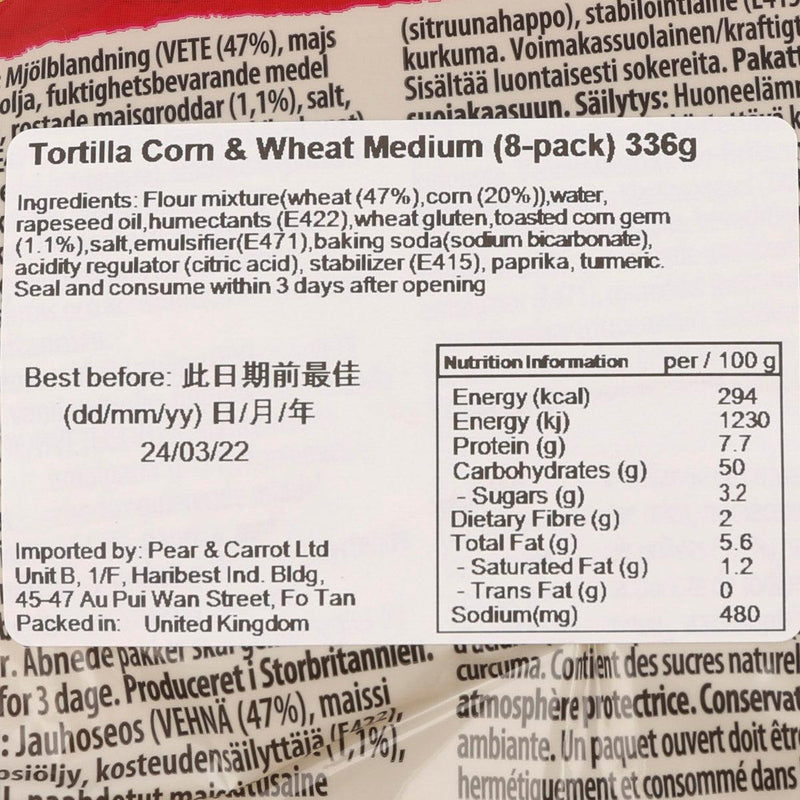 Mjölblandning (VETE (47%), majs
olja, fuktighetsbevarande medel
rostade maisgroddar (1,1%), salt,
(sitruunahappo), stabilointiaine
kurkuma. Voimakassuolainen/kraftigt
Sisältää luontaisesti sokereita. Pakatt
suojakaasuun. Säilytys: Huoneelämp
Tortilla Corn & Wheat Medium (8-pack) 336g
Ingredients: Flour mixture(wheat (47%),corn (20%)),water,
rapeseed oil,humectants (E422),wheat gluten,toasted corn germ
(1.1%),salt,emulsifier(E471),baking soda(sodium bicarbonate),
acidity regulator (citric acid), stabilizer (E415), paprika, turmeric.
Seal and consume within 3 days after opening
Best before: 此日期前最佳
(dd/mm/yy) 日/月/年
24/03/22
Imported by: Pear & Carrot Ltd
Unit B, 1/F, Haribest Ind. Bldg,
45-47 Au Pui Wan Street, Fo Tan
Packed in: United Kingdom
Nutrition Information per / 100 g
Energy (kcal) 294
Energy (kj) 1230
Protein (g) 7.7
Carbohydrates (g) 50
- Sugars (g) 3.2
Dietary Fibre (g) 2
Total Fat (g) 5.6
- Saturated Fat (g) 1.2
- Trans Fat (g) 0
Sodium(mg) 480
r. Åbnede pakker skal
for 3 dage. Produceret i Storbritannien.
: Jauhoseos (VEHNÄ (47%), maissi
psiöljy, kosteudensäilyttäjä (E422),
curcuma. Contient des sucres naturel
atmosphère protectrice. Conservat
ambiante. Un paquet ouvert doit êtr
hermétiquement et consommé dans